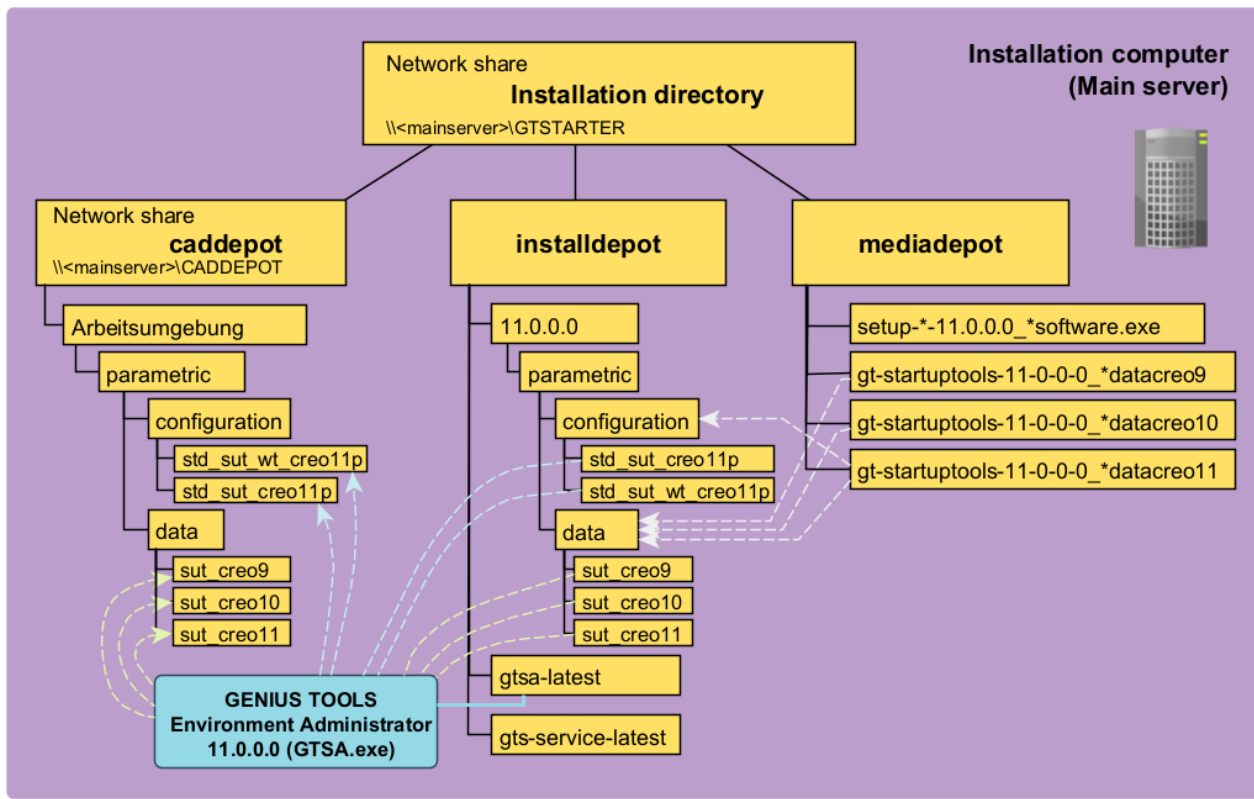 Installation computer
(Main server)
Network share
Installation directory
\\<mainserver>\GTSTARTER
Network share
caddepot
\\<mainserver>\CADDEPOT
Arbeitsumgebung
parametric
configuration
std_sut_wt_creo11p
std_sut_creo11p
data
sut_creo9
sut_creo10
sut_creo11
installdepot
11.0.0.0
parametric
configuration
std_sut_creo11p
std_sut_wt_creo11p
data
sut_creo9
sut_creo10
sut_creo11
gtsa-latest
gts-service-latest
mediadepot
setup-*-11.0.0.0_*software.exe
gt-startuptools-11-0-0-0_*datacreo9
gt-startuptools-11-0-0-0_*datacreo10
gt-startuptools-11-0-0-0_*datacreo11
GENIUS TOOLS
Environment Administrator
11.0.0.0 (GTSA.exe)